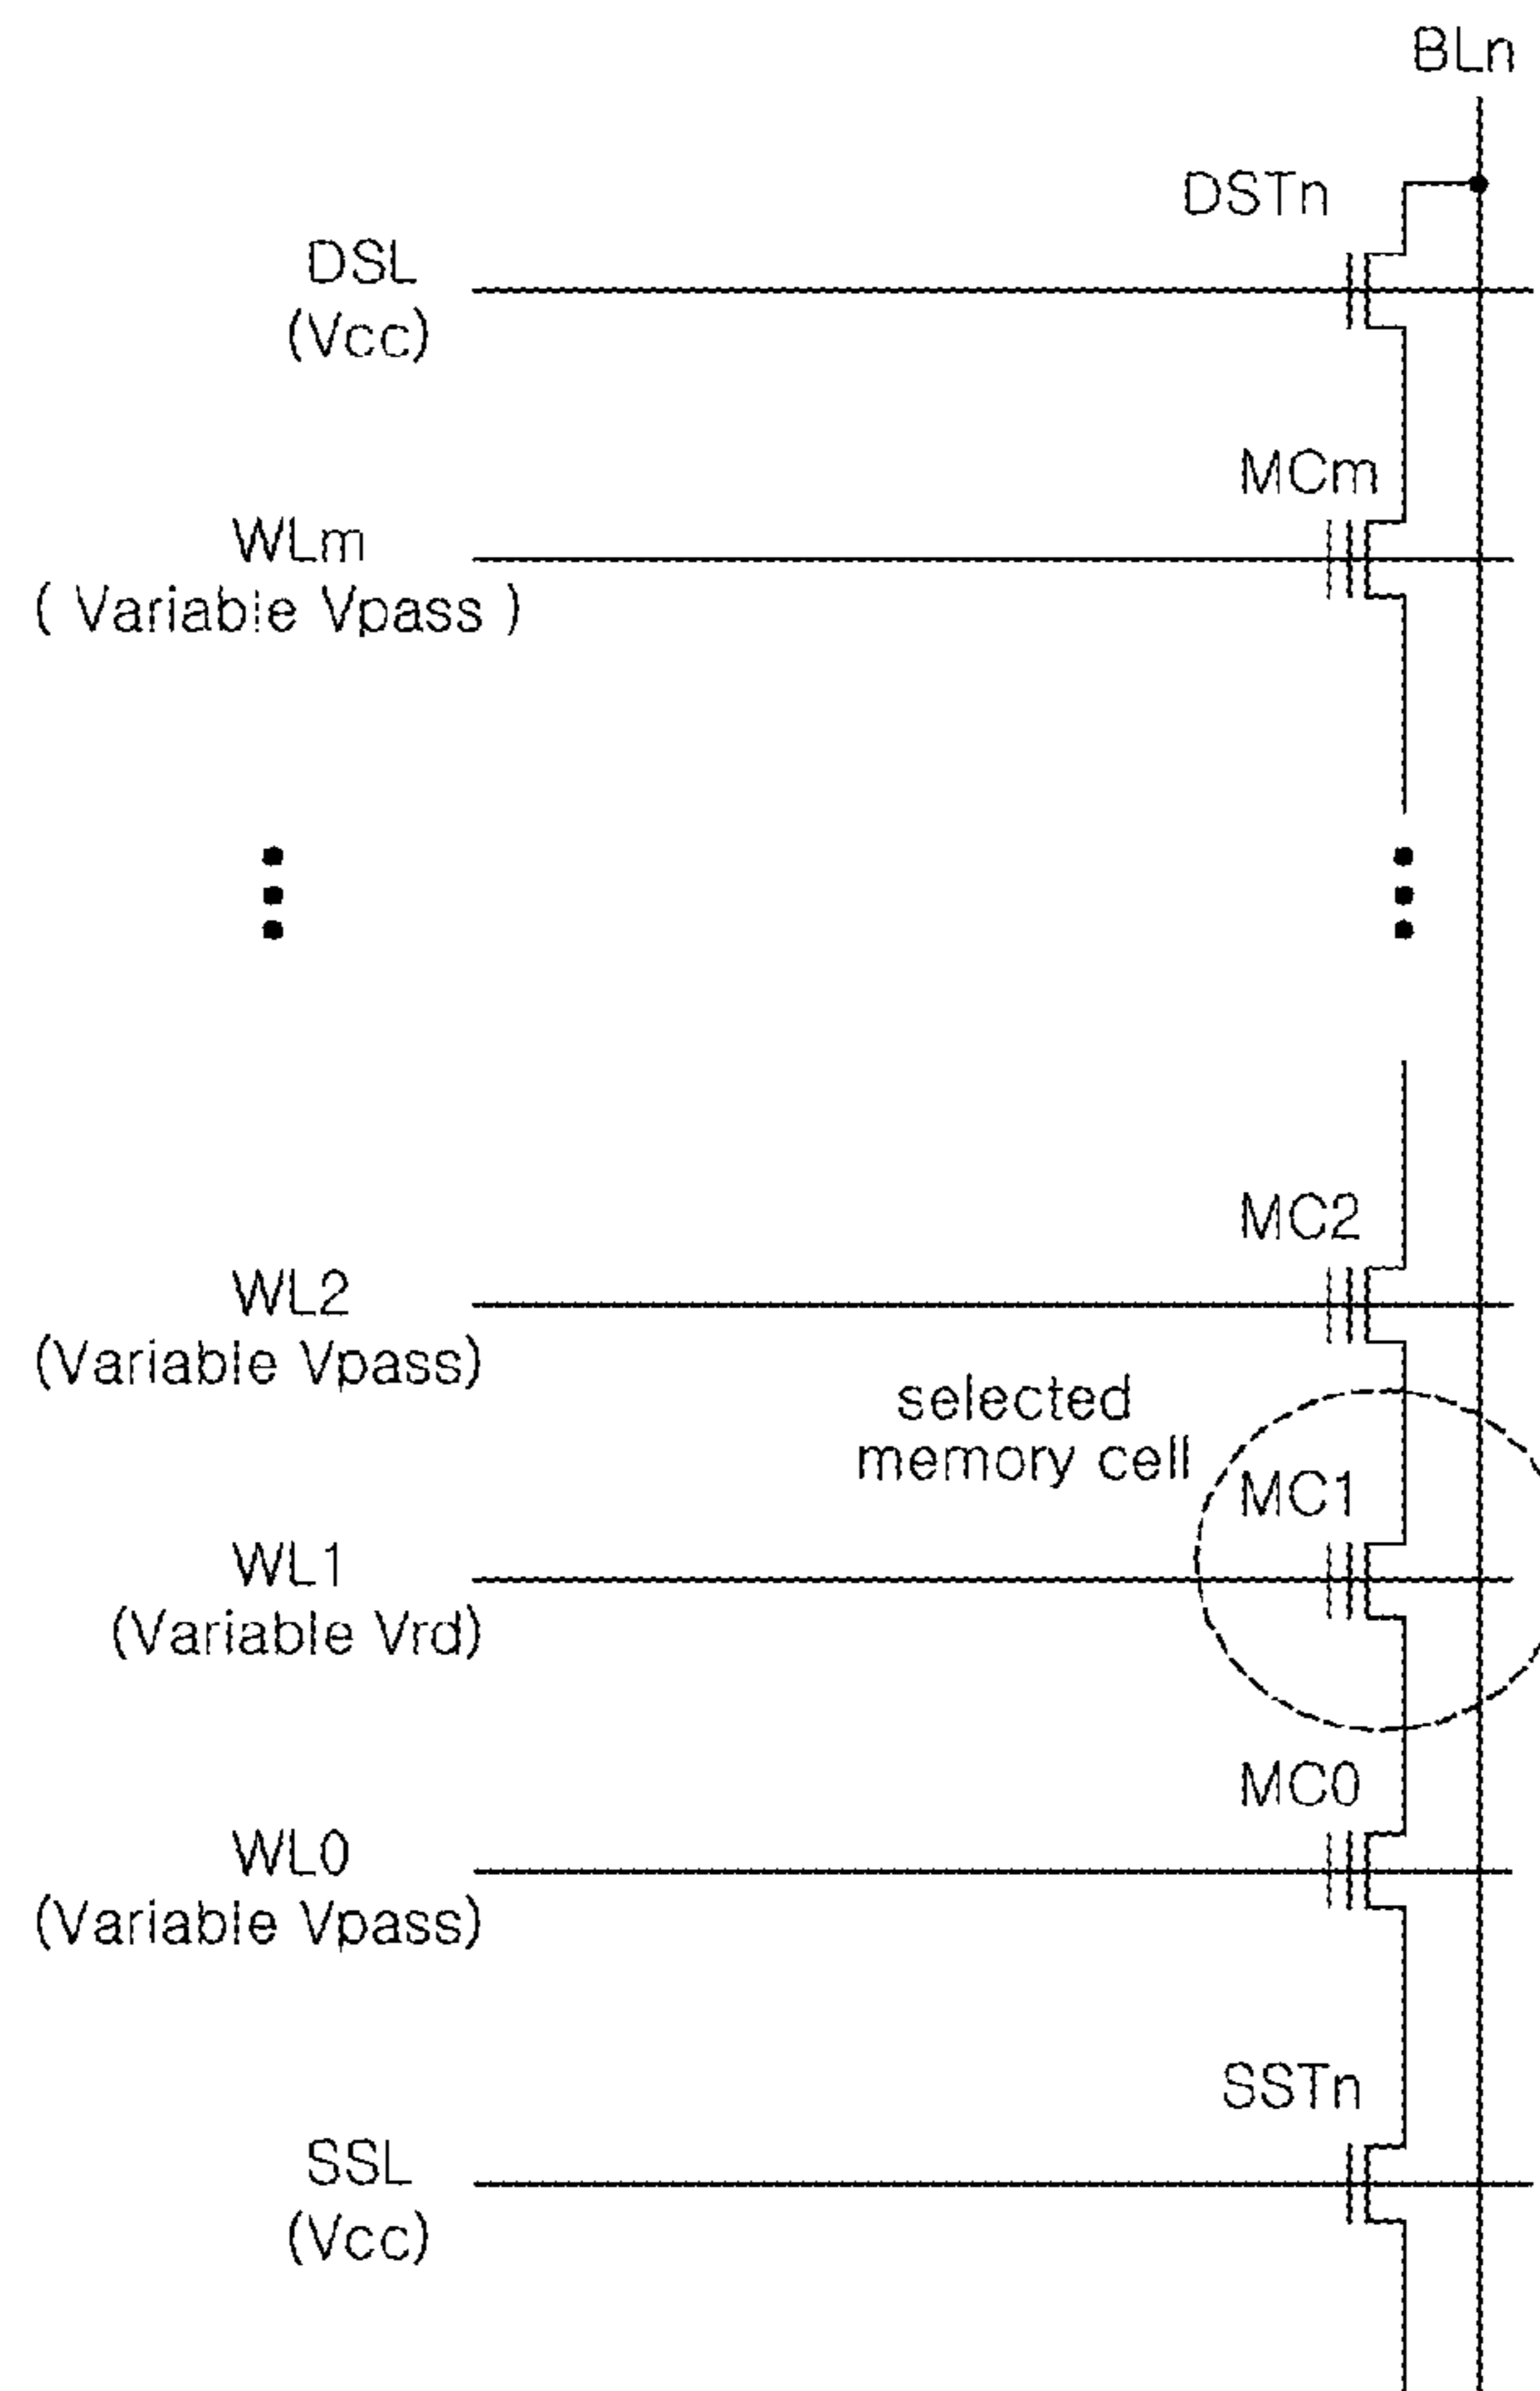 BLn
DSTn
DSL
(Vcc)
MCm
WLm
( Variable Vpass )
MC2
WL2
(Variable Vpass)
selected
memory cell
MC1
WL1
(Variable Vrd)
MC0
WL0
(Variable Vpass)
SSTn
SSL
(Vcc)